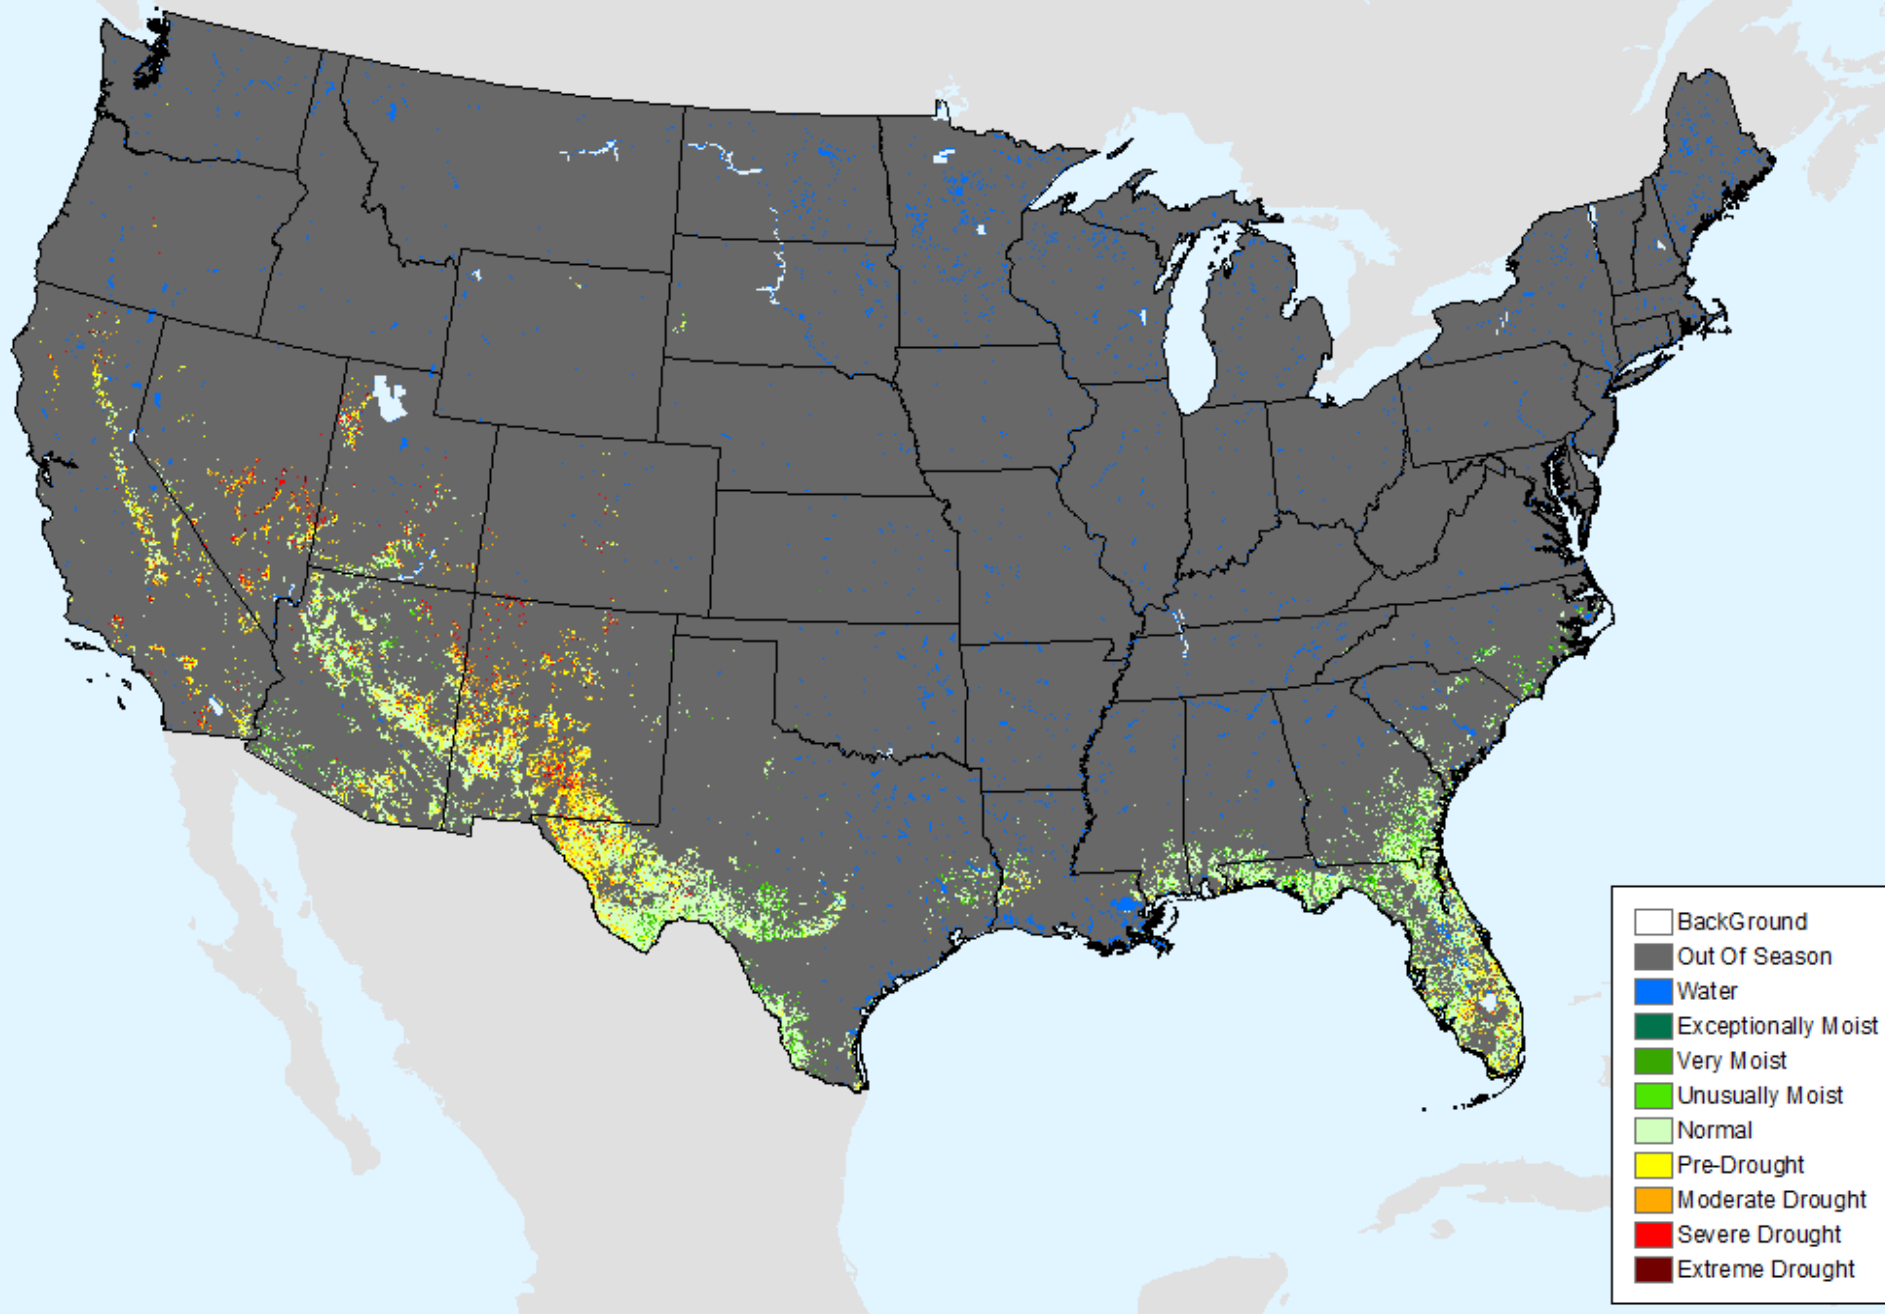 BackGround
Out Of Season
Water
Exceptionally Moist
Very Moist
Unusually Moist
Normal
Pre-Drought
Moderate Drought
Severe Drought
Extreme Drought